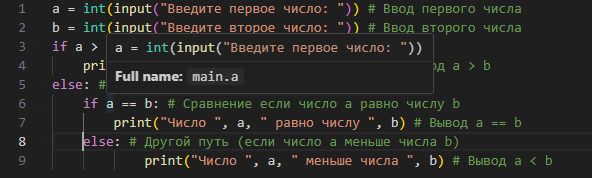 1 a = int(input("Введите первое число: ")) # Ввод первого числа
2 b = int(input("Введите второе число: ")) # Ввод второго числа
3 if a >
a = int(input("Введите первое число: "))
4 pri вод a > b
Full name: main.a
5 else: #
6 if a == b: # Сравнение если число a равно числу b
7 print("Число ", a, " равно числу ", b) # Вывод a == b
8 else: # Другой путь (если число a меньше числа b)
9 print("Число ", a, " меньше числа ", b) # Вывод a < b